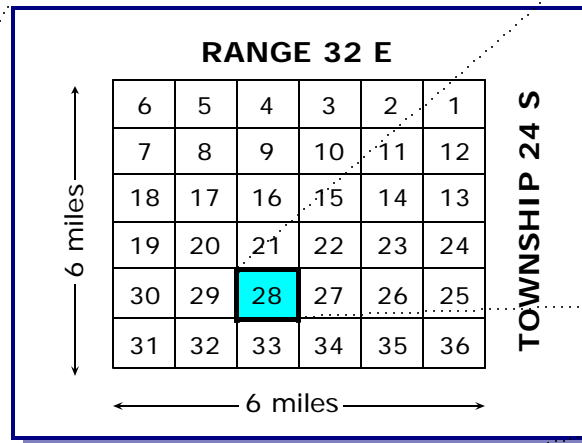 RANGE 32 E
6 5 4 3 2 1
7 8 9 10 11 12
18 17 16 15 14 13
19 20 21 22 23 24
30 29 28 27 26 25
31 32 33 34 35 36
6 miles
TOWNSHIP 24 S
6 miles